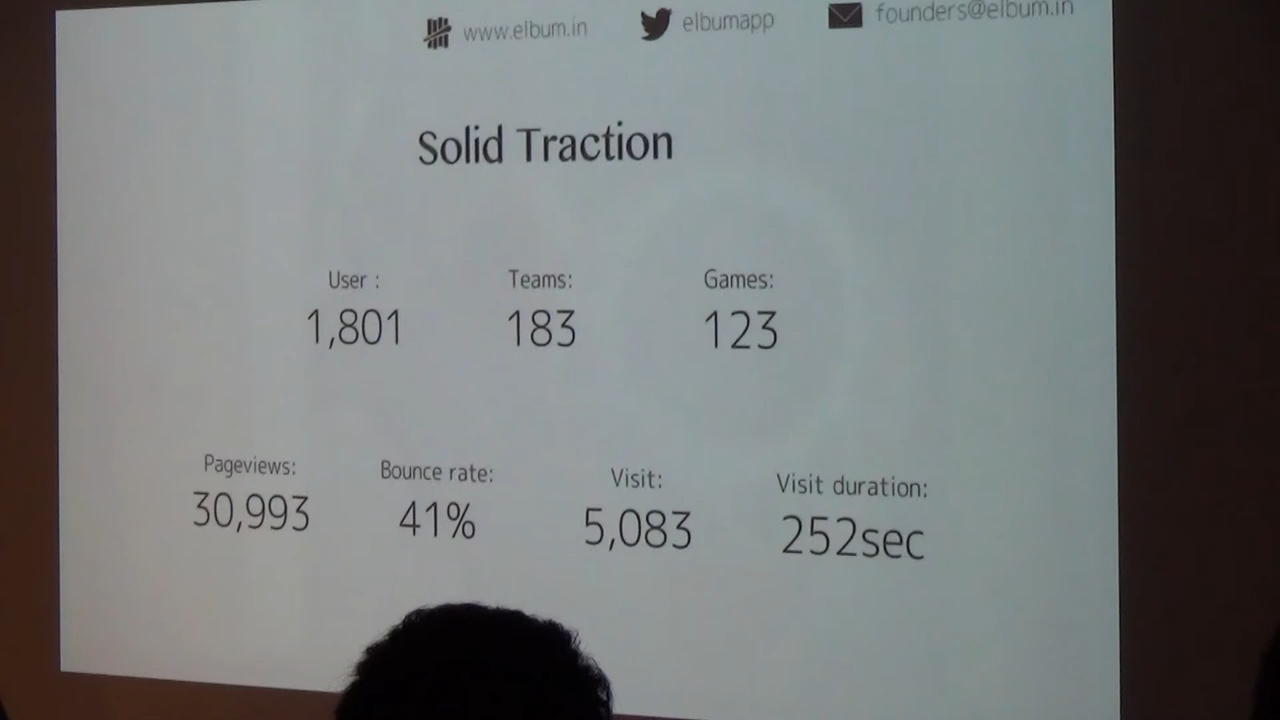 www.elbum.in elbumapp founders@elbum.in
Solid Traction
User : Teams: Games:
1,801 183 123
Pageviews: Bounce rate: Visit: Visit duration:
30,993 41% 5,083 252sec